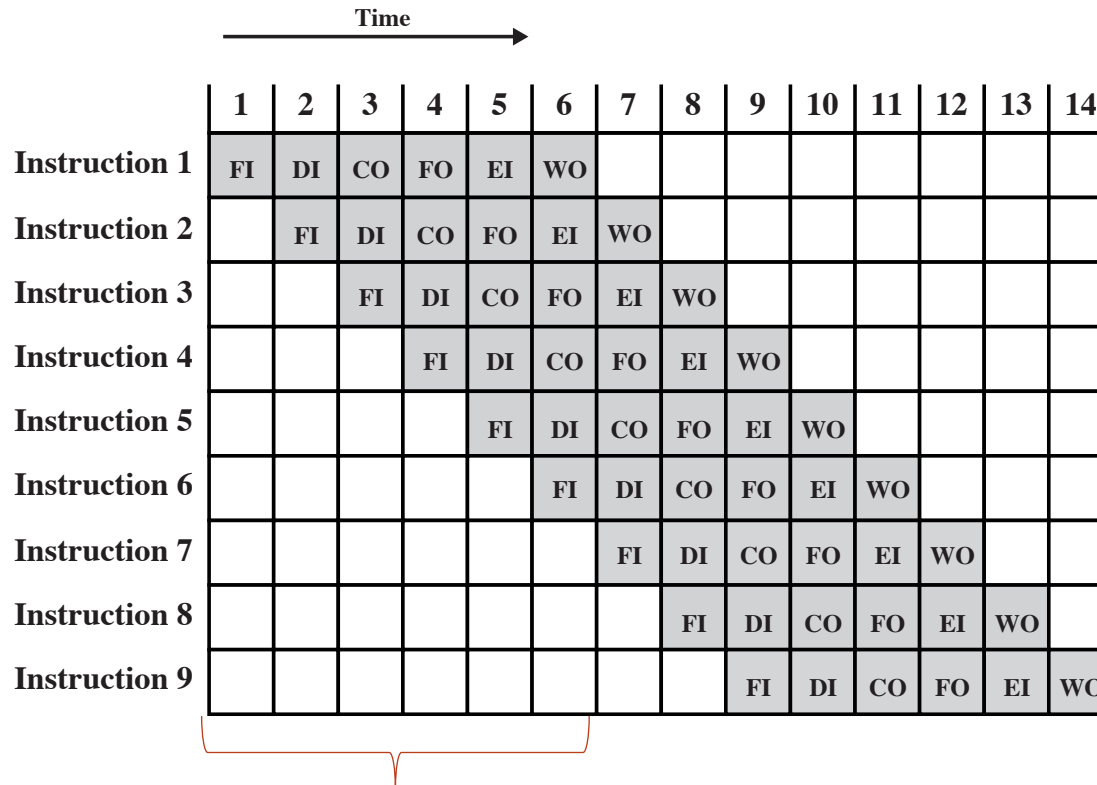 Time
1 2 3 4 5 6 7 8 9 10 11 12 13 14
Instruction 1 FI DI CO FO EI WO
Instruction 2 FI DI CO FO EI WO
Instruction 3 FI DI CO FO EI WO
Instruction 4 FI DI CO FO EI WO
Instruction 5 FI DI CO FO EI WO
Instruction 6 FI DI CO FO EI WO
Instruction 7 FI DI CO FO EI WO
Instruction 8 FI DI CO FO EI WO
Instruction 9 FI DI CO FO EI WO